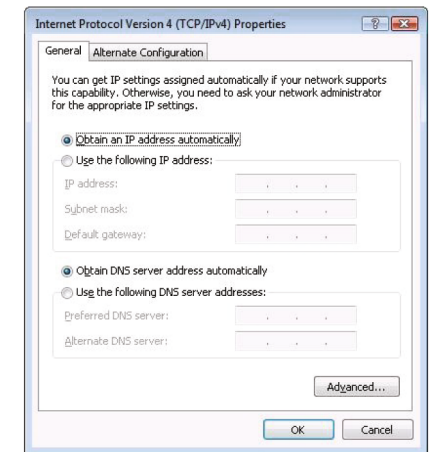 Internet Protocol Version 4 (TCP/IPv4) Properties
General Alternate Configuration
You can get IP settings assigned automatically if your network supports
this capability. Otherwise, you need to ask your network administrator
for the appropriate IP settings.
Obtain an IP address automatically
Use the following IP address:
IP address:
Subnet mask:
Default gateway:
Obtain DNS server address automatically
Use the following DNS server addresses:
Preferred DNS server:
Alternate DNS server:
Advanced...
OK Cancel